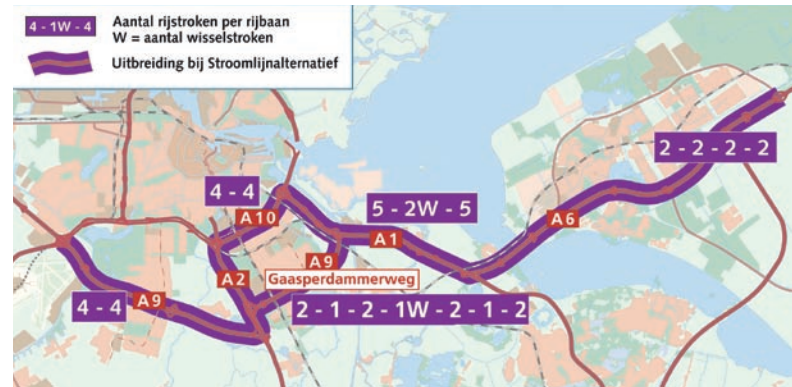 4 - 1W - 4
Aantal rijstroken per rijbaan
W = aantal wisselstroken
Uitbreiding bij Stroomlijnalternatief
2 - 2 - 2 - 2
4 - 4
5 - 2W - 5
A10
A6
A1
A9
A2
Gaasperdammerweg
A9
4 - 4
2 - 1 - 2 - 1W - 2 - 1 - 2